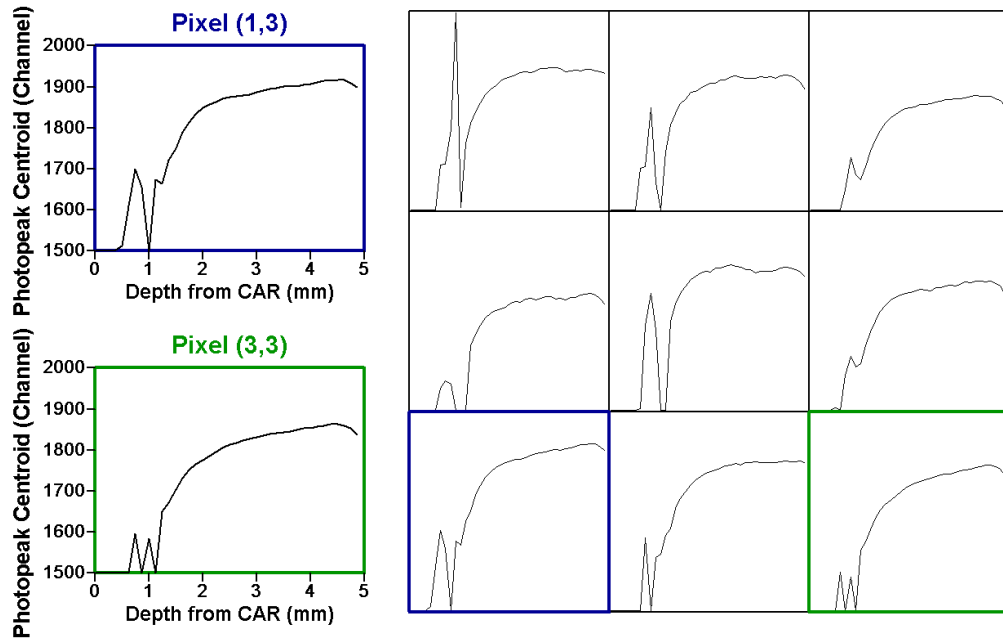 Pixel (1,3)
Photopeak Centroid (Channel)
2000
1900
1800
1700
1600
1500
0 1 2 3 4 5
Depth from CAR (mm)
Pixel (3,3)
Photopeak Centroid (Channel)
2000
1900
1800
1700
1600
1500
0 1 2 3 4 5
Depth from CAR (mm)